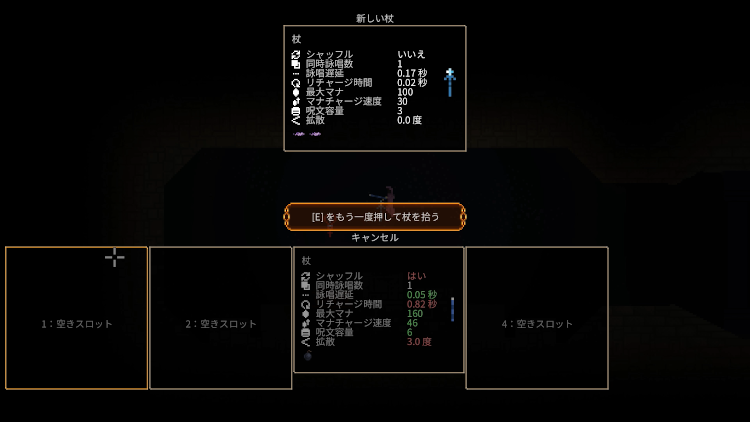 新しい杖
杖
シャッフル いいえ
同時詠唱数 1
詠唱遅延 0.17 秒
リチャージ時間 0.02 秒
最大マナ 100
マナチャージ速度 30
呪文容量 3
拡散 0.0 度
[E] をもう一度押して杖を拾う
キャンセル
1：空きスロット
2：空きスロット
杖
シャッフル はい
同時詠唱数 1
詠唱遅延 0.05 秒
リチャージ時間 0.82 秒
最大マナ 160
マナチャージ速度 46
呪文容量 6
拡散 3.0 度
4：空きスロット